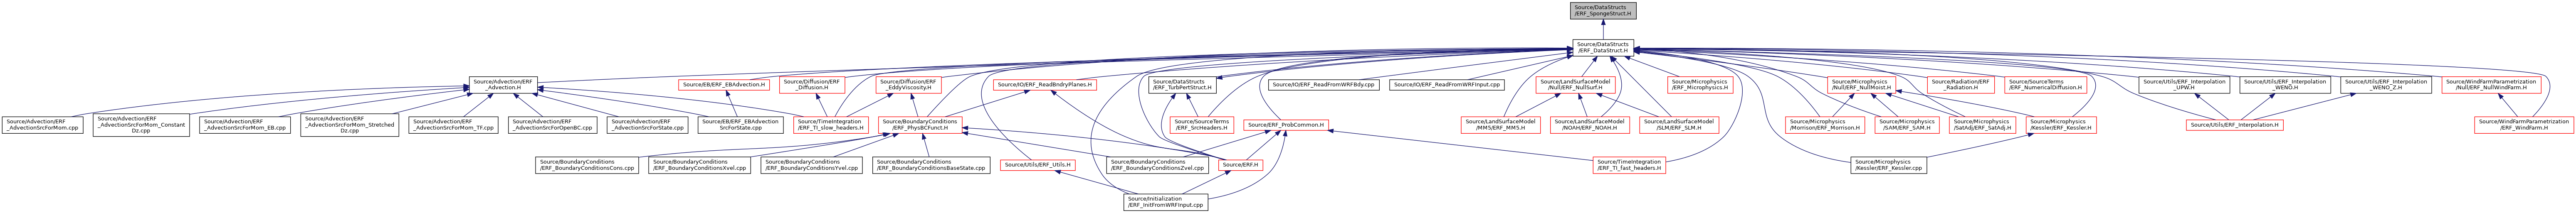 Source/DataStructs
/ERF_SpongeStruct.H
Source/DataStructs
/ERF_DataStruct.H
Source/Advection/ERF
_Advection.H
Source/EB/ERF_EBAdvection.H
Source/Diffusion/ERF
_Diffusion.H
Source/Diffusion/ERF
_EddyViscosity.H
Source/IO/ERF_ReadBndryPlanes.H
Source/DataStructs
/ERF_TurbPertStruct.H
Source/IO/ERF_ReadFromWRFBdy.cpp
Source/IO/ERF_ReadFromWRFInput.cpp
Source/LandSurfaceModel
/Null/ERF_NullSurf.H
Source/Microphysics
/ERF_Microphysics.H
Source/Microphysics
/Null/ERF_NullMoist.H
Source/Radiation/ERF
_Radiation.H
Source/SourceTerms
/ERF_NumericalDiffusion.H
Source/Utils/ERF_Interpolation
_UPW.H
Source/Utils/ERF_Interpolation
_WENO.H
Source/Utils/ERF_Interpolation
_WENO_Z.H
Source/WindFarmParametrization
/Null/ERF_NullWindFarm.H
Source/Advection/ERF
_AdvectionSrcForMom.cpp
Source/Advection/ERF
_AdvectionSrcForMom_Constant
Dz.cpp
Source/Advection/ERF
_AdvectionSrcForMom_EB.cpp
Source/Advection/ERF
_AdvectionSrcForMom_Stretched
Dz.cpp
Source/Advection/ERF
_AdvectionSrcForMom_TF.cpp
Source/Advection/ERF
_AdvectionSrcForOpenBC.cpp
Source/Advection/ERF
_AdvectionSrcForState.cpp
Source/EB/ERF_EBAdvection
SrcForState.cpp
Source/TimeIntegration
/ERF_TI_slow_headers.H
Source/BoundaryConditions
/ERF_PhysBCFunct.H
Source/SourceTerms
/ERF_SrcHeaders.H
Source/ERF_ProbCommon.H
Source/LandSurfaceModel
/MM5/ERF_MM5.H
Source/LandSurfaceModel
/NOAH/ERF_NOAH.H
Source/LandSurfaceModel
/SLM/ERF_SLM.H
Source/Microphysics
/Morrison/ERF_Morrison.H
Source/Microphysics
/SAM/ERF_SAM.H
Source/Microphysics
/SatAdj/ERF_SatAdj.H
Source/Microphysics
/Kessler/ERF_Kessler.H
Source/Utils/ERF_Interpolation.H
Source/WindFarmParametrization
/ERF_WindFarm.H
Source/BoundaryConditions
/ERF_BoundaryConditionsCons.cpp
Source/BoundaryConditions
/ERF_BoundaryConditionsXvel.cpp
Source/BoundaryConditions
/ERF_BoundaryConditionsYvel.cpp
Source/BoundaryConditions
/ERF_BoundaryConditionsBaseState.cpp
Source/Utils/ERF_Utils.H
Source/BoundaryConditions
/ERF_BoundaryConditionsZvel.cpp
Source/ERF.H
Source/TimeIntegration
/ERF_TI_fast_headers.H
Source/Microphysics
/Kessler/ERF_Kessler.cpp
Source/Initialization
/ERF_InitFromWRFInput.cpp